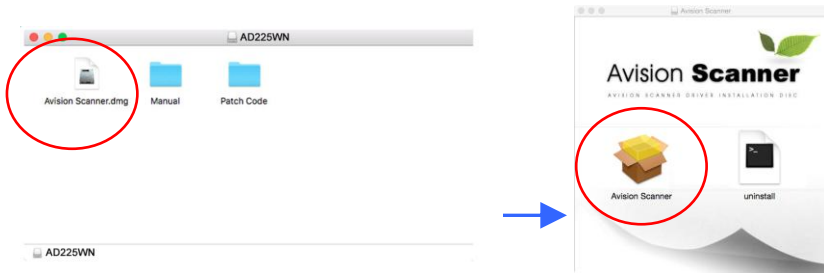 AD225WN
Avision Scanner.dmg
Manual
Patch Code
AD225WN
Avision Scanner
Avision Scanner
AVISION SCANNER DRIVER INSTALLATION DISC
>_
Avision Scanner
uninstall